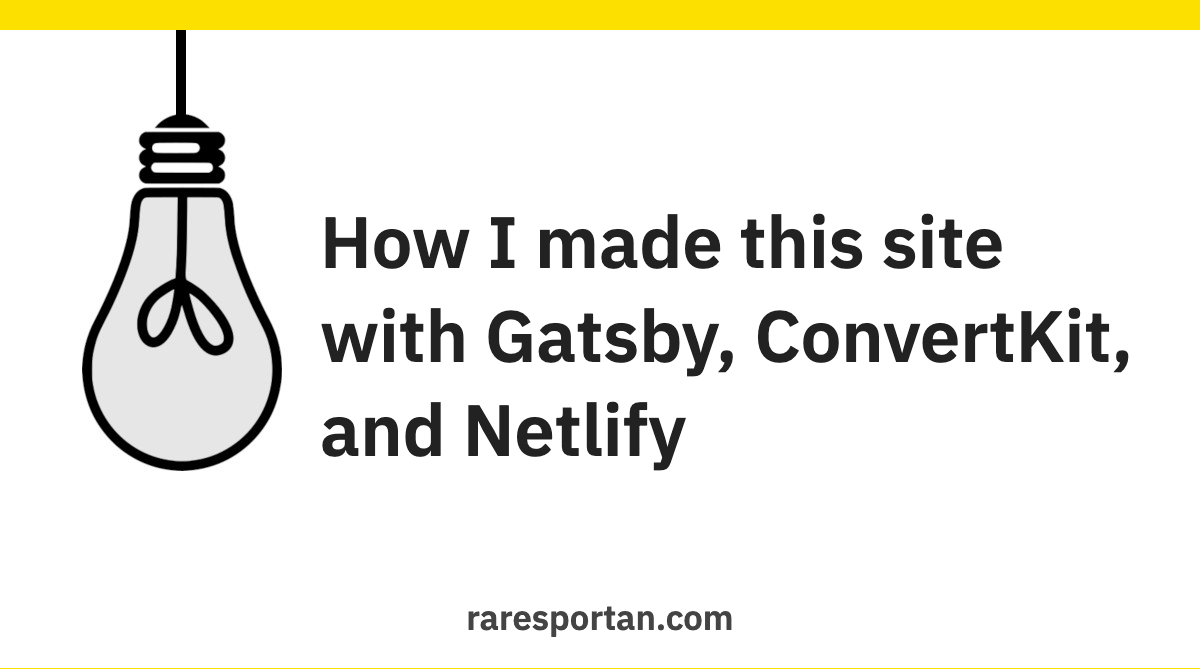 How I made this site
with Gatsby, ConvertKit,
and Netlify
raresportan.com